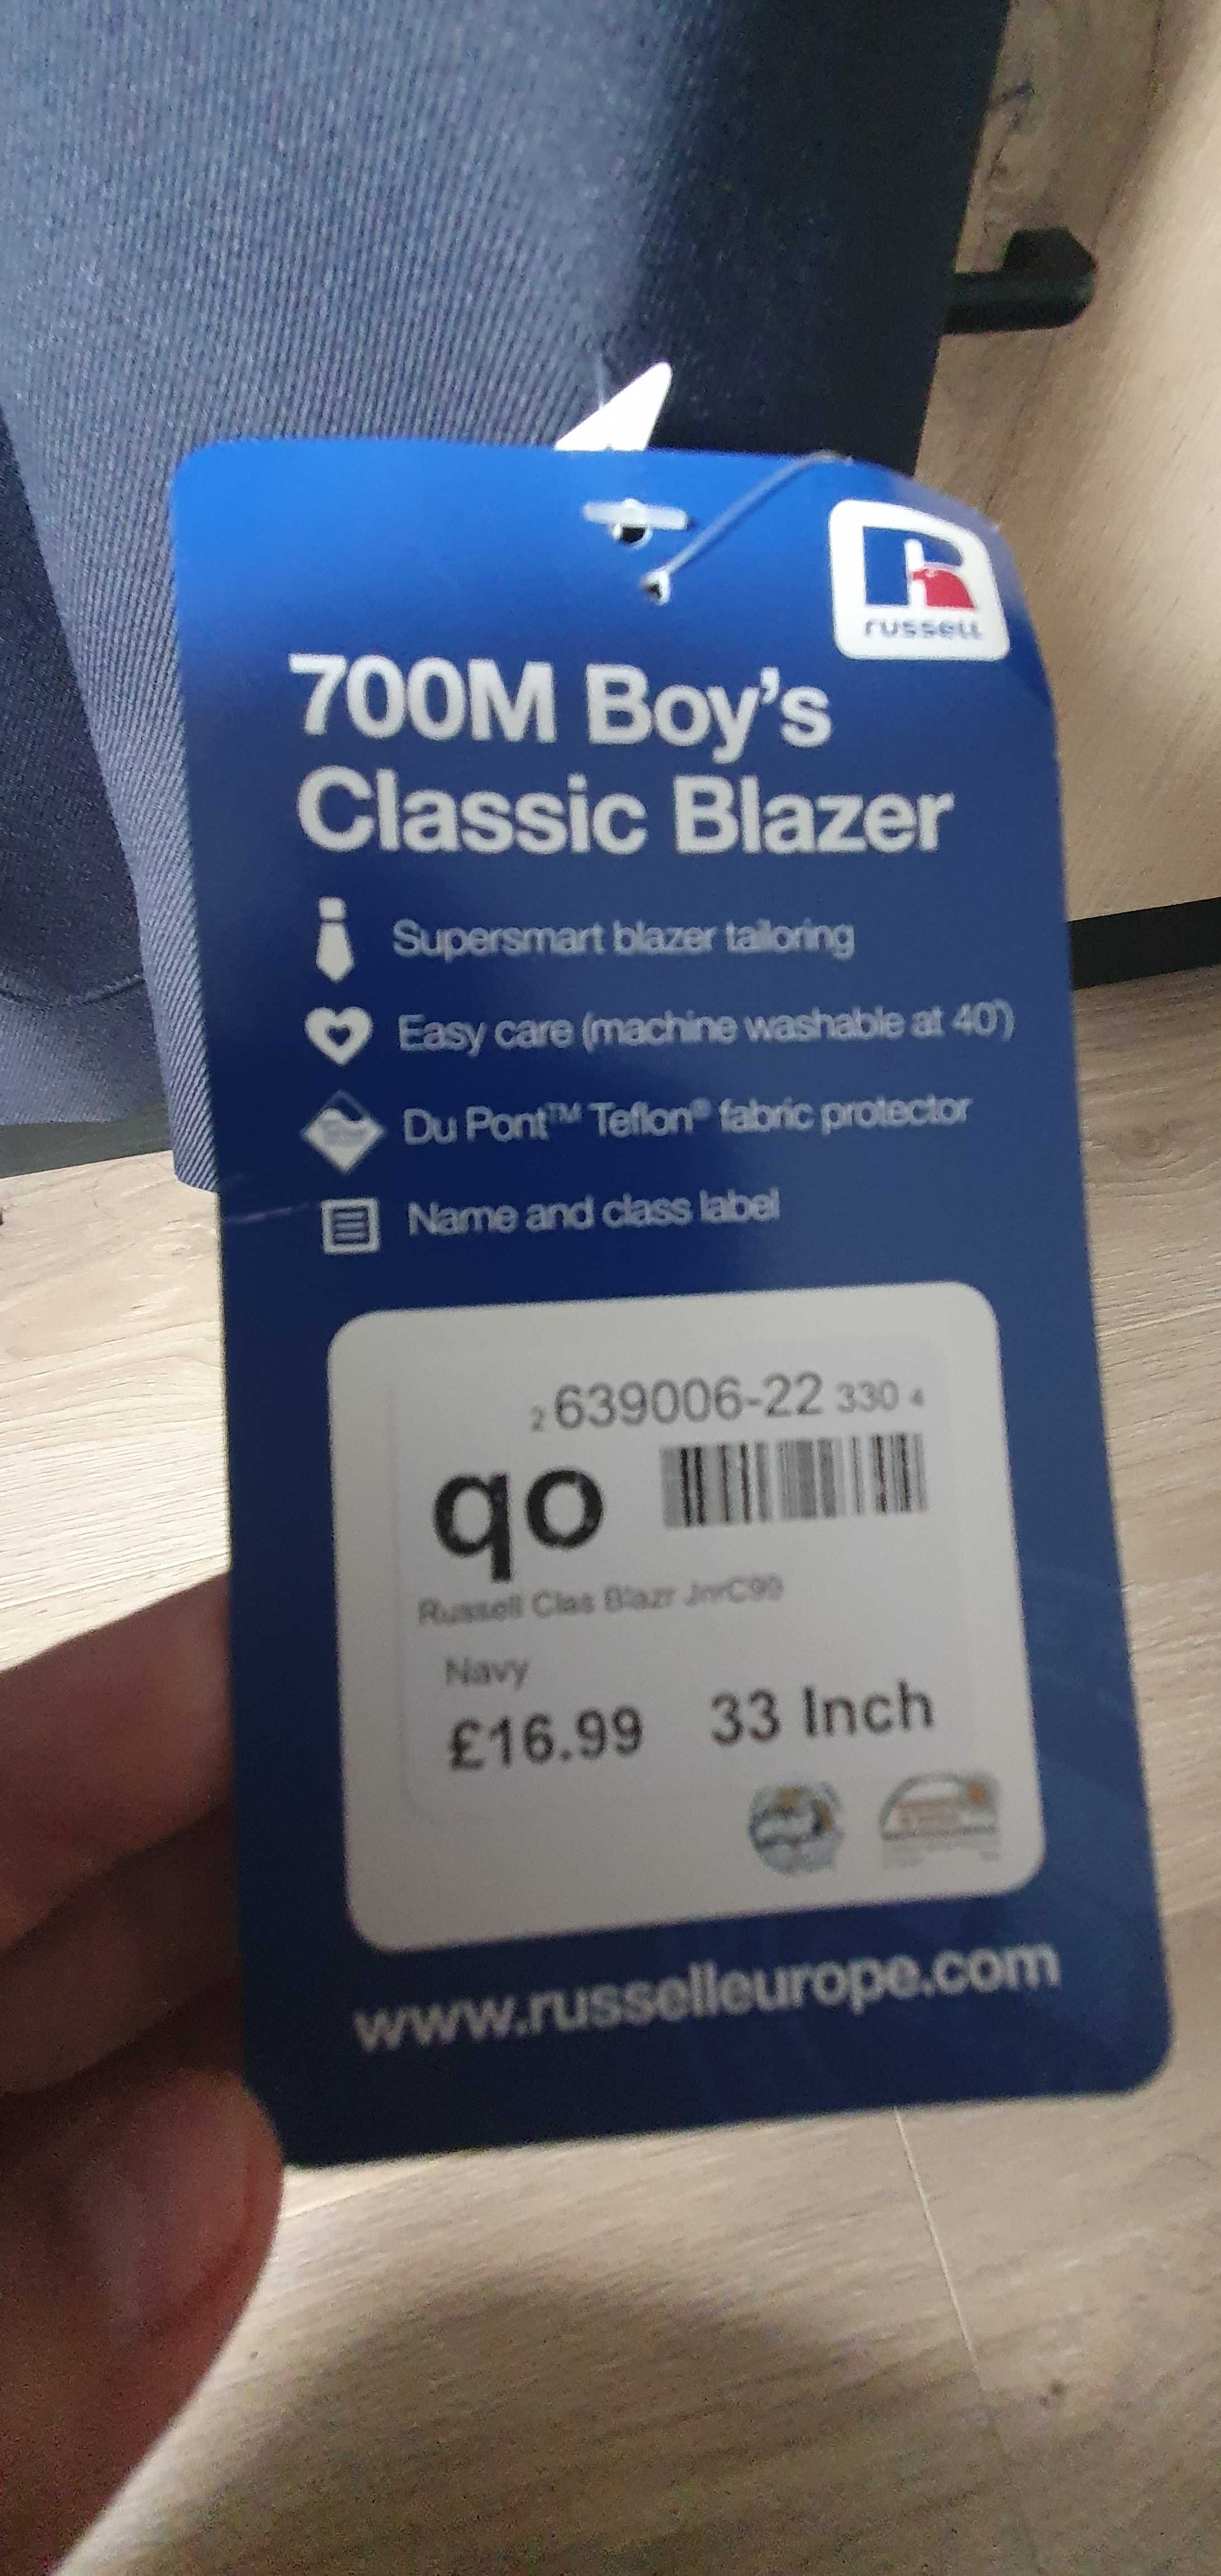 russell
700M Boy's
Classic Blazer
Supersmart blazer tailoring
Easy care (machine washable at 40°)
Du Pont™ Teflon® fabric protector
Name and class label
2 639006-22 330 4
qo
Russell Clas Blazr JnrC99
Navy
£16.99 33 Inch
www.russelleurope.com